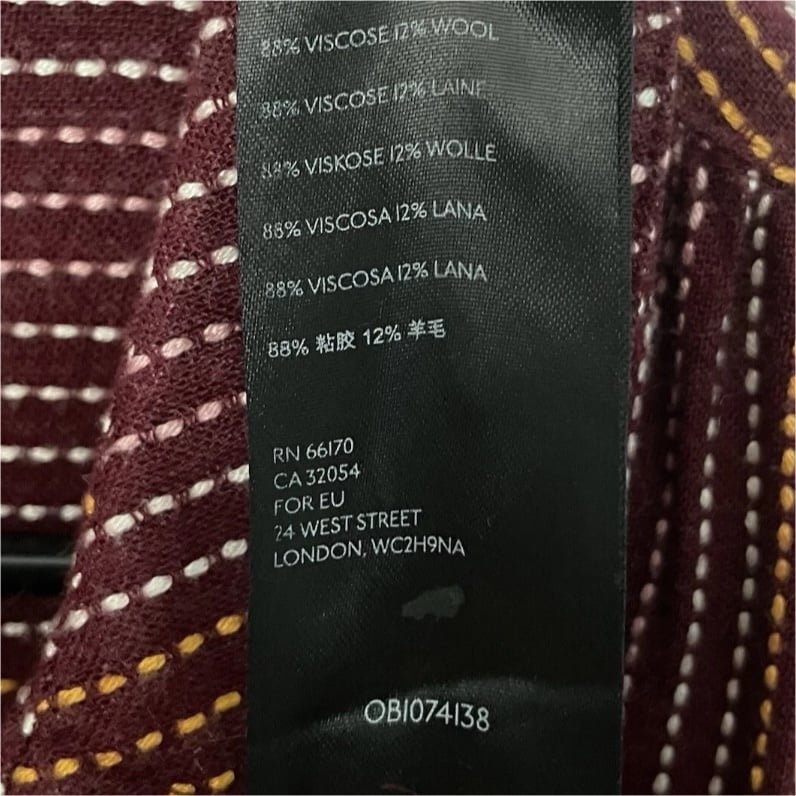 88% VISCOSE 12% WOOL
88% VISCOSE 12% LAINE
88% VISKOSE 12% WOLLE
88% VISCOSA 12% LANA
88% VISCOSA 12% LANA
88% 粘胶 12% 羊毛
RN 66170
CA 32054
FOR EU
24 WEST STREET
LONDON, WC2H9NA
OB1074138